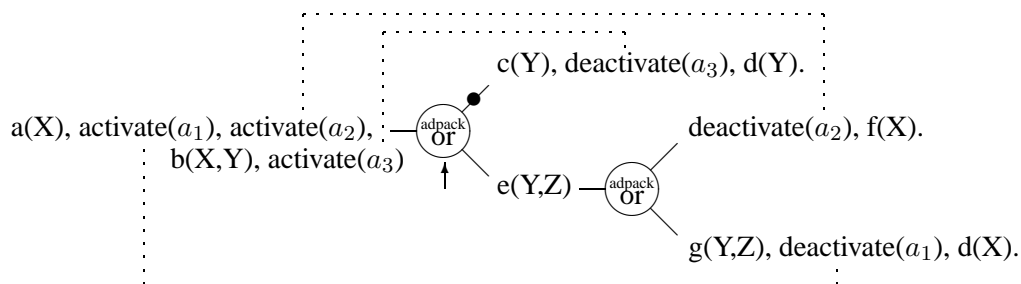 c(Y), deactivate(a₃), d(Y).
a(X), activate(a₁), activate(a₂),
b(X,Y), activate(a₃)
adpack
or
deactivate(a₂), f(X).
e(Y,Z)
adpack
or
g(Y,Z), deactivate(a₁), d(X).